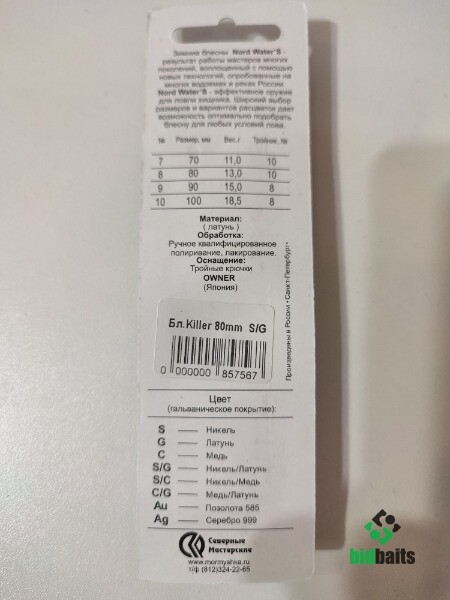 Зимние блесны Nord Water`S -
результат работы мастеров многих
поколений, воплощенный с помощью
новых технологий, опробованные на
многих водоемах и реках России.
Nord Water`S - эффективное оружие
для ловли хищника. Широкий выбор
размеров и вариантов расцветок дает
возможность оптимально подобрать
блесну для любых условий лова.
№ Размер, мм Вес,г Тройник, №
7 70 11,0 10
8 80 13,0 10
9 90 15,0 8
10 100 18,5 8
Материал:
( латунь )
Обработка:
Ручное квалифицированное
полирование, лакирование.
Оснащение:
Тройные крючки
OWNER
(Япония)
Произведены в России • Санкт-Петербург •
Бл.Killer 80mm S/G
0 000000 857567
Цвет
(гальваническое покрытие):
S — Никель
G — Латунь
C — Медь
S/G — Никель/Латунь
S/C — Никель/Медь
C/G — Медь/Латунь
Au — Позолота 585
Ag — Серебро 999
Северные
Мастерские
www.mormyshka.ru
т/ф (812)324-22-65
bidbaits